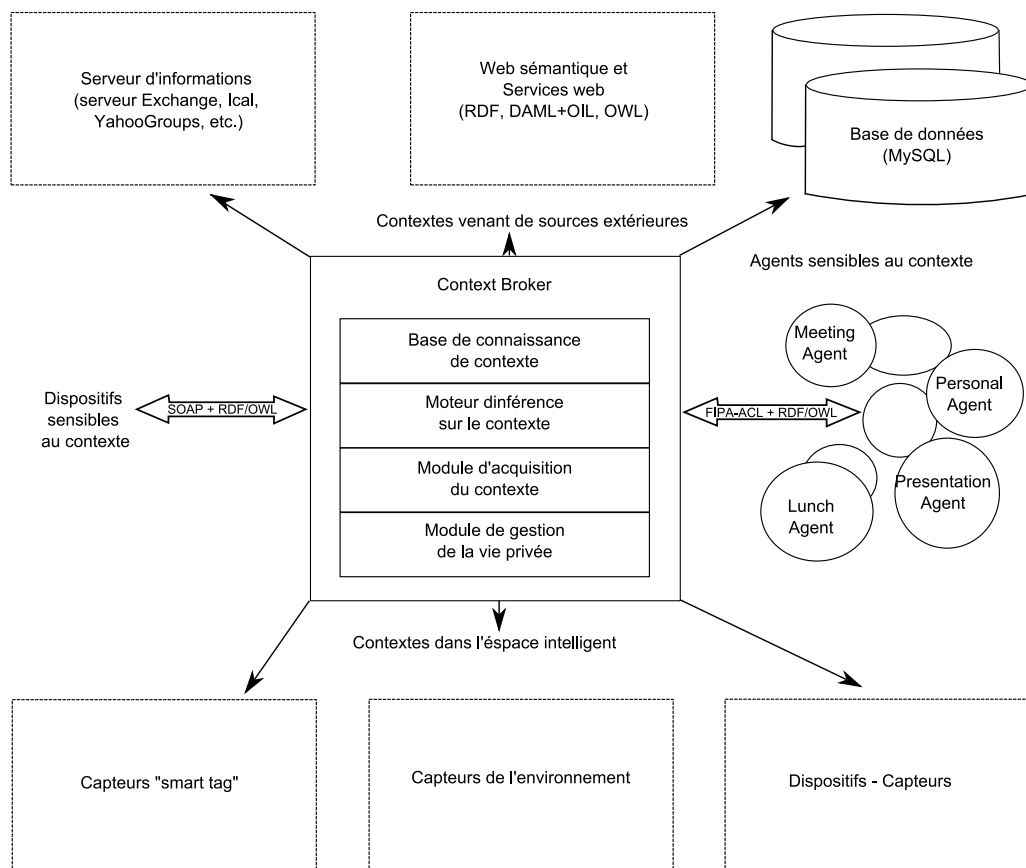 Serveur d'informations
(serveur Exchange, Ical,
YahooGroups, etc.)
Web sémantique et
Services web
(RDF, DAML+OIL, OWL)
Base de données
(MySQL)
Contextes venant de sources extérieures
Agents sensibles au contexte
Context Broker
Base de connaissance
de contexte
Moteur dinférence
sur le contexte
Module d'acquisition
du contexte
Module de gestion
de la vie privée
Dispositifs
sensibles
au contexte
SOAP + RDF/OWL
FIPA-ACL + RDF/OWL
Meeting
Agent
Personal
Agent
Presentation
Agent
Lunch
Agent
Contextes dans l'éspace intelligent
Capteurs "smart tag"
Capteurs de l'environnement
Dispositifs - Capteurs